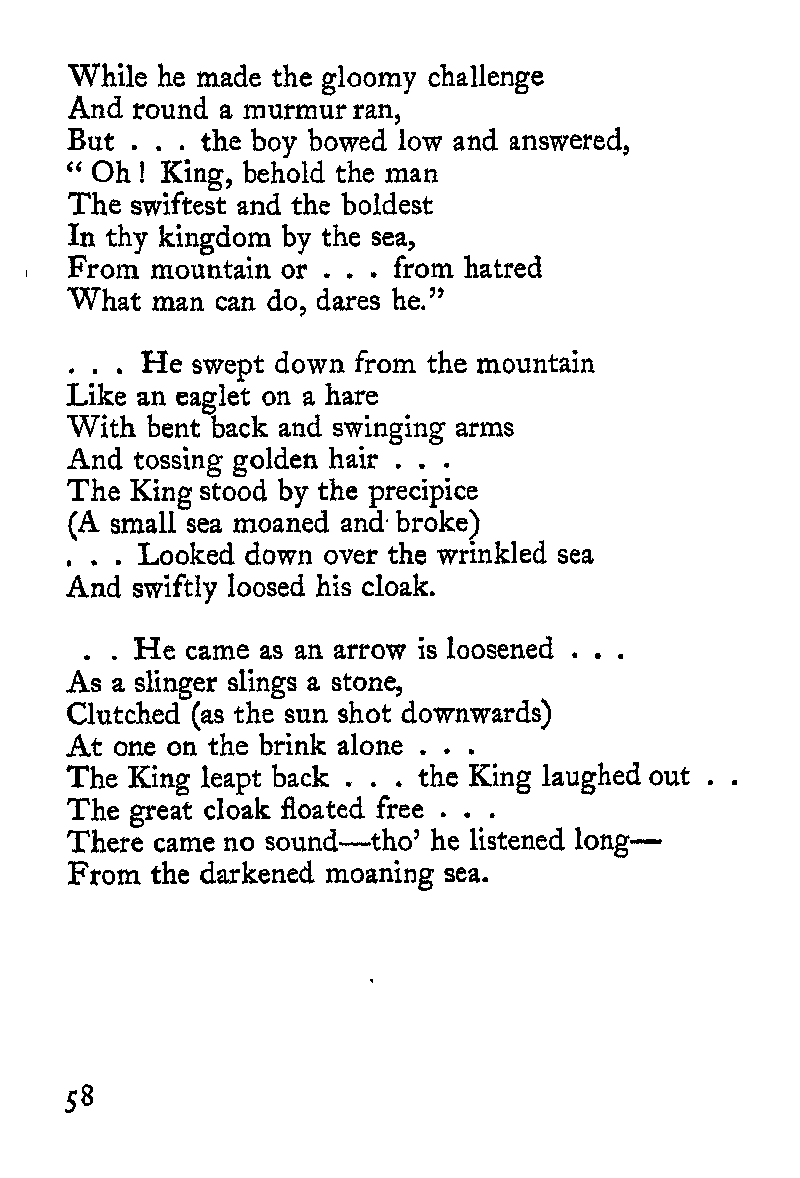 While he made the gloomy challenge
And round a murmur ran,
But . . . the boy bowed low and answered,
“ Oh ! King, behold the man
The swiftest and the boldest
In thy kingdom by the sea,
From mountain or . . . from hatred
What man can do, dares he.”
. . . He swept down from the mountain
Like an eaglet on a hare
With bent back and swinging arms
And tossing golden hair . . .
The King stood by the precipice
(A small sea moaned and broke)
. . . Looked down over the wrinkled sea
And swiftly loosed his cloak.
. . He came as an arrow is loosened . . .
As a slinger slings a stone,
Clutched (as the sun shot downwards)
At one on the brink alone . . .
The King leapt back . . . the King laughed out . .
The great cloak floated free . . .
There came no sound—tho’ he listened long—
From the darkened moaning sea.
58